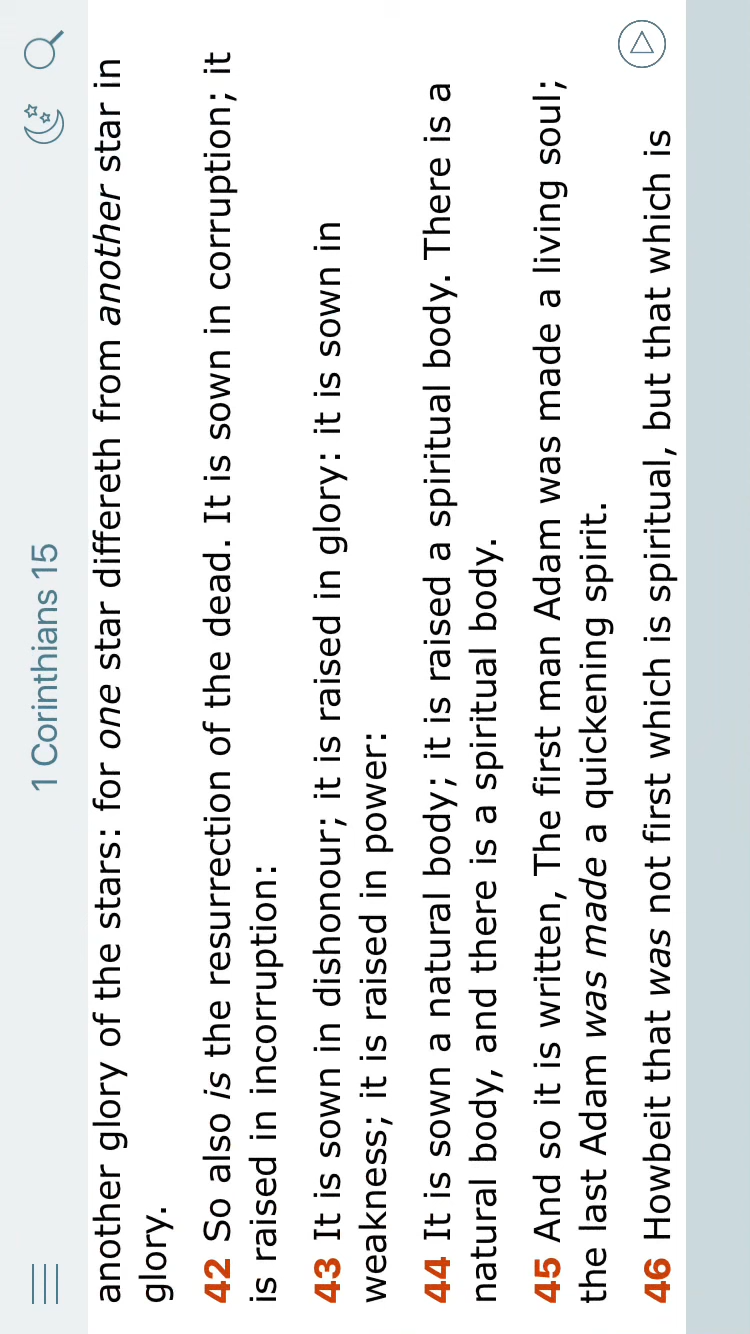 1 Corinthians 15
another glory of the stars: for one star differeth from another star in
glory.
42 So also is the resurrection of the dead. It is sown in corruption; it
is raised in incorruption:
43 It is sown in dishonour; it is raised in glory: it is sown in
weakness; it is raised in power:
44 It is sown a natural body; it is raised a spiritual body. There is a
natural body, and there is a spiritual body.
45 And so it is written, The first man Adam was made a living soul;
the last Adam was made a quickening spirit.
46 Howbeit that was not first which is spiritual, but that which is